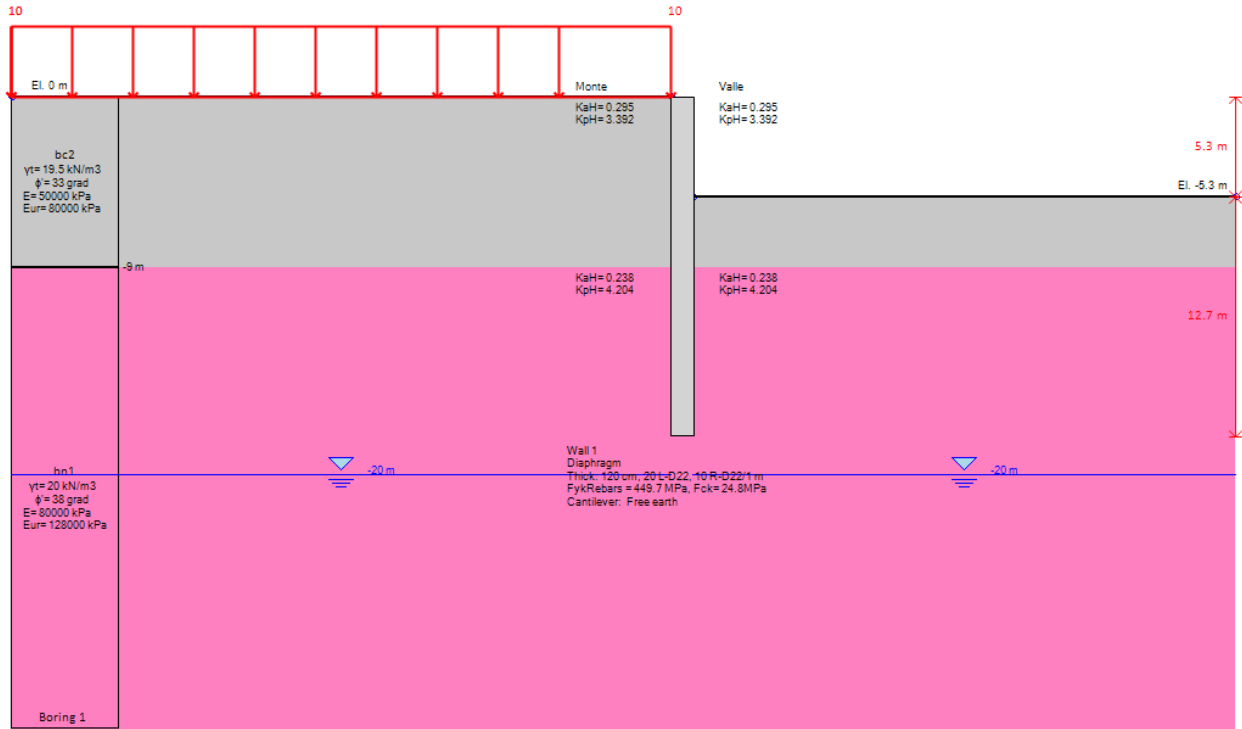 10
10
El. 0 m
Monte
Valle
KaH= 0.295
KpH= 3.392
KaH= 0.295
KpH= 3.392
5.3 m
bc2
γt= 19.5 kN/m3
ϕ'= 33 grad
E= 50000 kPa
Eur= 80000 kPa
El. -5.3 m
-9 m
KaH= 0.238
KpH= 4.204
KaH= 0.238
KpH= 4.204
12.7 m
Wall 1
Diaphragm
Thick: 120 cm, 20 L-D22, 10 R-D22/1 m
FykRebars = 449.7 MPa, Fck= 24.8MPa
Cantilever: Free earth
-20 m
-20 m
bn1
γt= 20 kN/m3
ϕ'= 38 grad
E= 80000 kPa
Eur= 128000 kPa
Boring 1